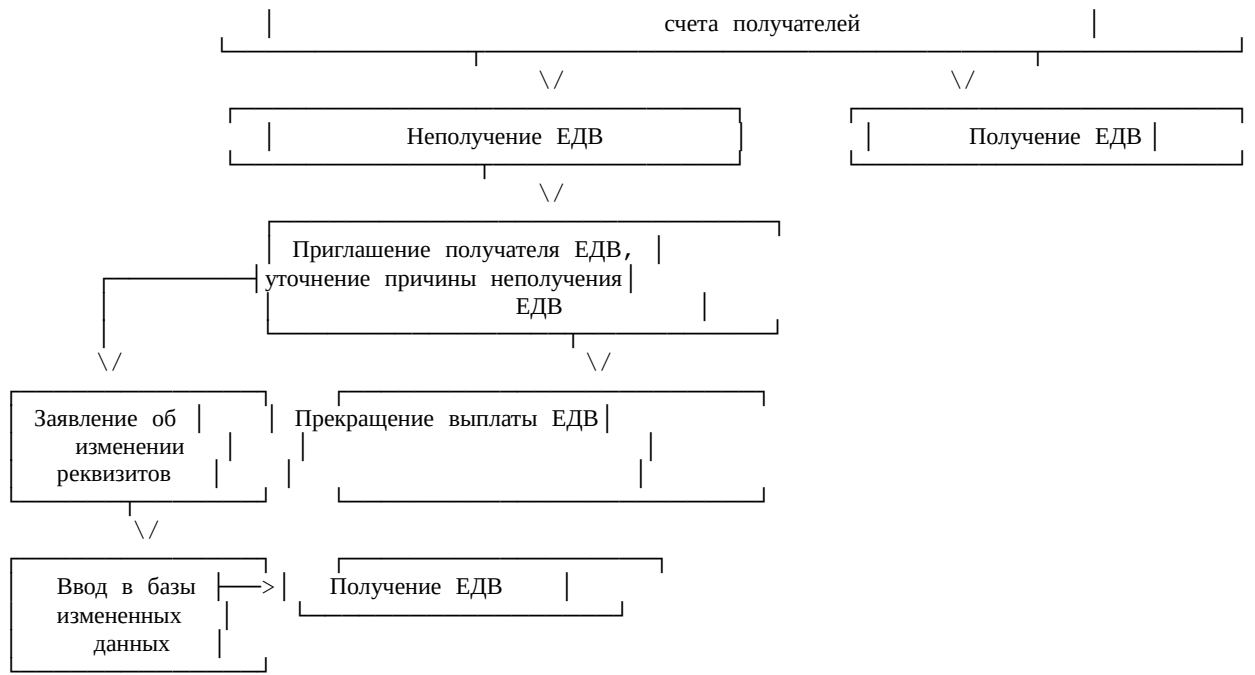 счета получателей
Неполучение ЕДВ
Получение ЕДВ
Приглашение получателя ЕДВ,
уточнение причины неполучения
ЕДВ
Заявление об
изменении
реквизитов
Прекращение выплаты ЕДВ
Ввод в базы
измененных
данных
Получение ЕДВ